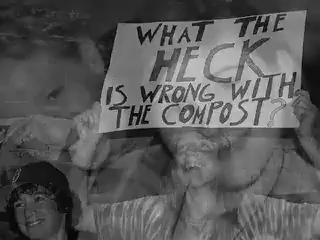 WHAT THE
HECK
IS WRONG WITH
THE COMPOST?